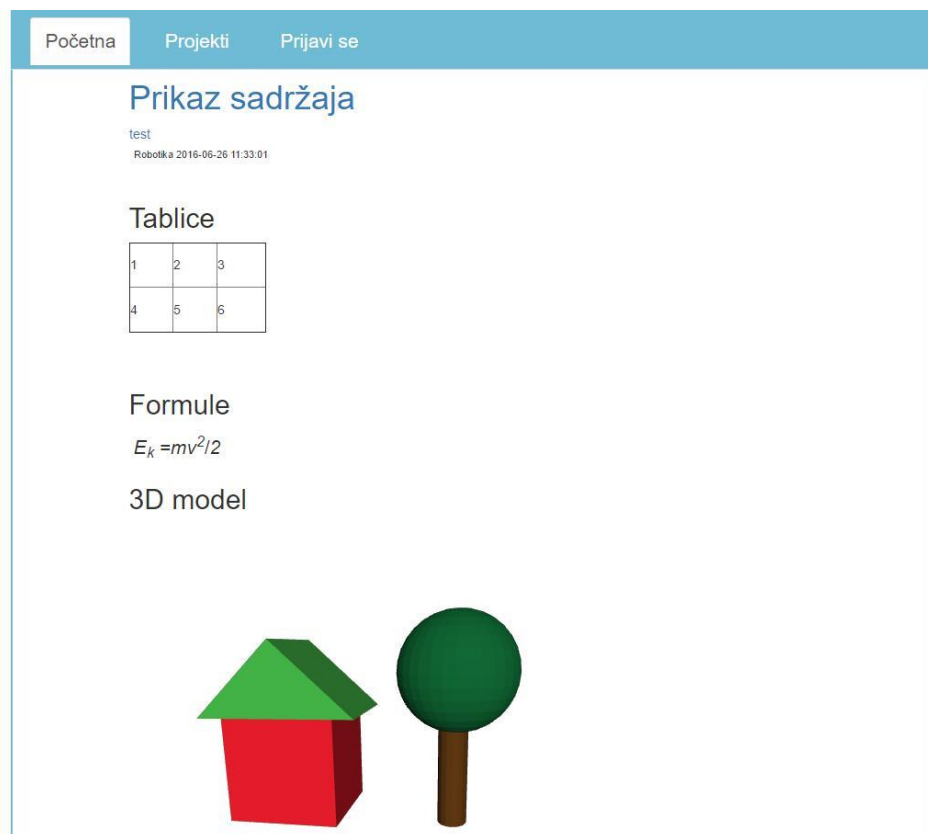 Početna Projekti Prijavi se
Prikaz sadržaja
test
Robotika 2016-06-26 11:33:01
Tablice
1 2 3
4 5 6
Formule
Eₖ =mv²/2
3D model